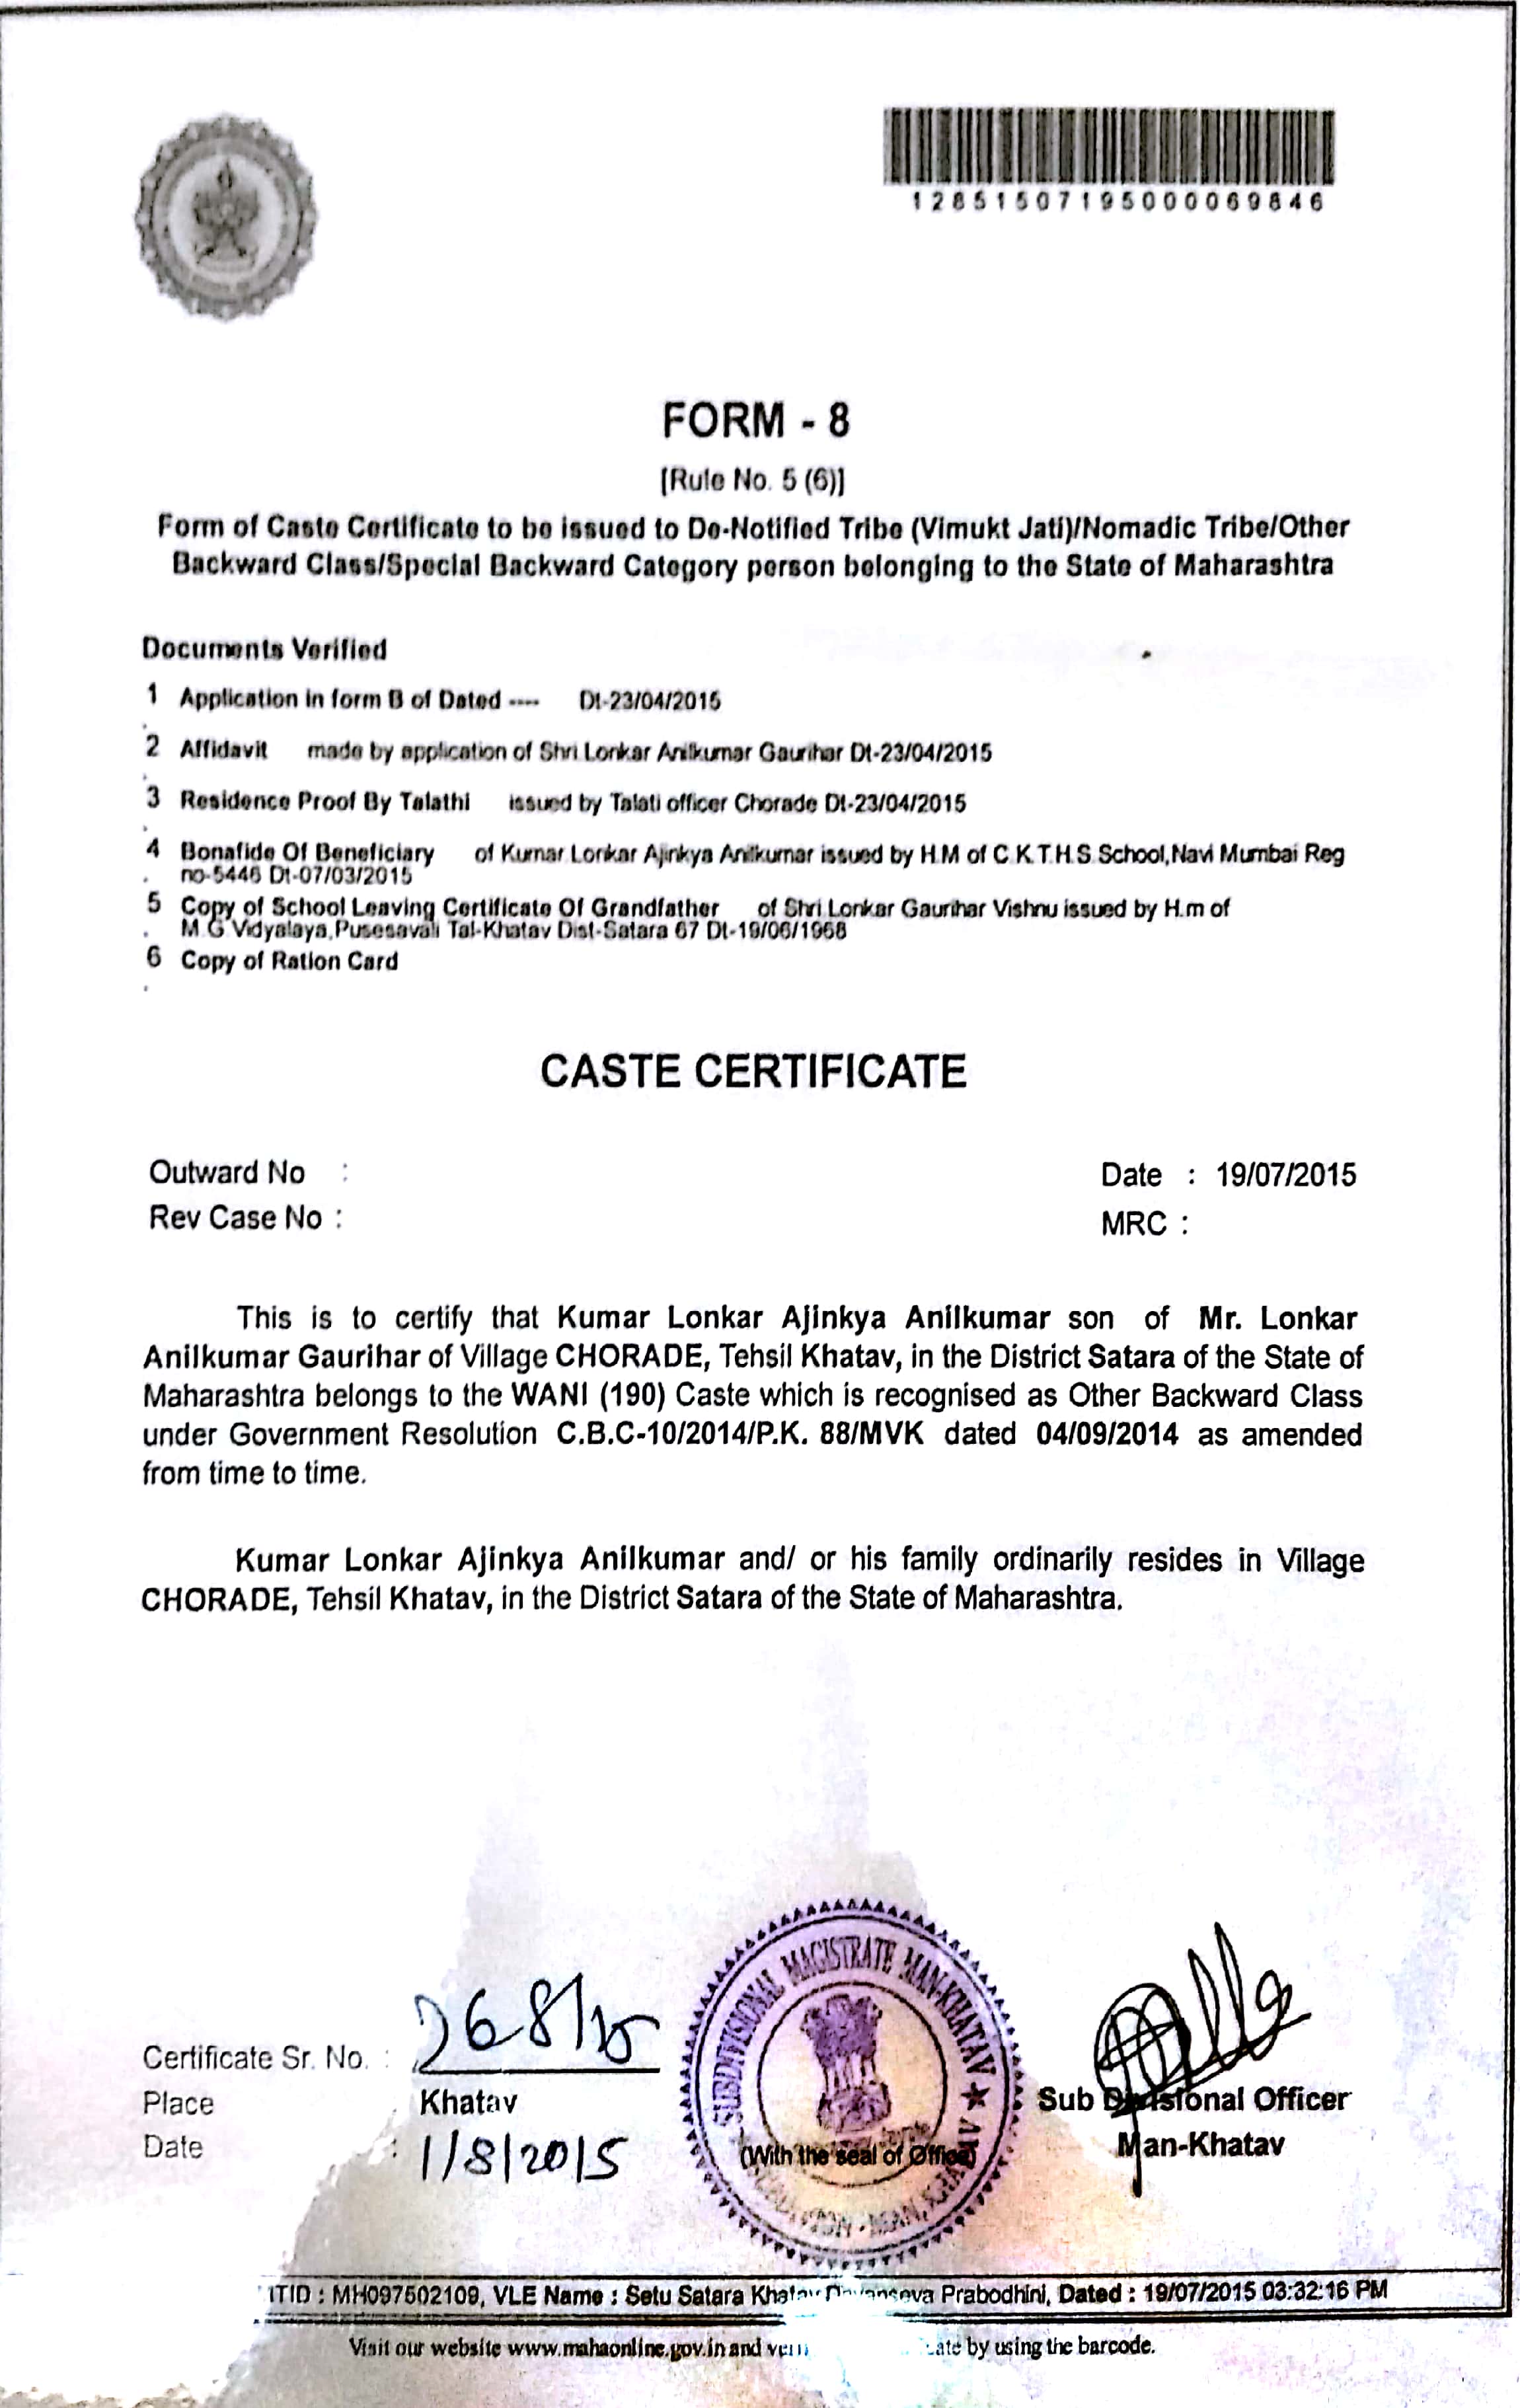 12851507195000069846
FORM - 8
[Rule No. 5 (6)]
Form of Caste Certificate to be issued to De-Notified Tribe (Vimukt Jati)/Nomadic Tribe/Other
Backward Class/Special Backward Category person belonging to the State of Maharashtra
Documents Verified
1 Application in form B of Dated ---- Dt-23/04/2015
.
2 Affidavit made by application of Shri Lonkar Anilkumar Gaurihar Dt-23/04/2015
.
3 Residence Proof By Talathi issued by Talati officer Chorade Dt-23/04/2015
.
4 Bonafide Of Beneficiary of Kumar Lonkar Ajinkya Anilkumar issued by H.M of C.K.T.H.S.School,Navi Mumbai Reg
. no-5446 Dt-07/03/2015
5 Copy of School Leaving Certificate Of Grandfather of Shri Lonkar Gaurihar Vishnu issued by H.m of
. M.G Vidyalaya,Pusesavali Tal-Khatav Dist-Satara 67 Dt-19/06/1968
6 Copy of Ration Card
.
CASTE CERTIFICATE
Outward No :
Date : 19/07/2015
Rev Case No :
MRC :
This is to certify that Kumar Lonkar Ajinkya Anilkumar son of Mr. Lonkar
Anilkumar Gaurihar of Village CHORADE, Tehsil Khatav, in the District Satara of the State of
Maharashtra belongs to the WANI (190) Caste which is recognised as Other Backward Class
under Government Resolution C.B.C-10/2014/P.K. 88/MVK dated 04/09/2014 as amended
from time to time.
Kumar Lonkar Ajinkya Anilkumar and/ or his family ordinarily resides in Village
CHORADE, Tehsil Khatav, in the District Satara of the State of Maharashtra.
SUBDIVISIONAL MAGISTRATE MAN-KHATAV
Certificate Sr. No. : 268/15
Place : Khatav
Date : 1/8/2015
(With the seal of Office)
Sub Divisional Officer
Man-Khatav
TID : MH097502109, VLE Name : Setu Satara Khatav Prabodhini, Dated : 19/07/2015 03:32:16 PM
Visit our website www.mahaonline.gov.in and by using the barcode.